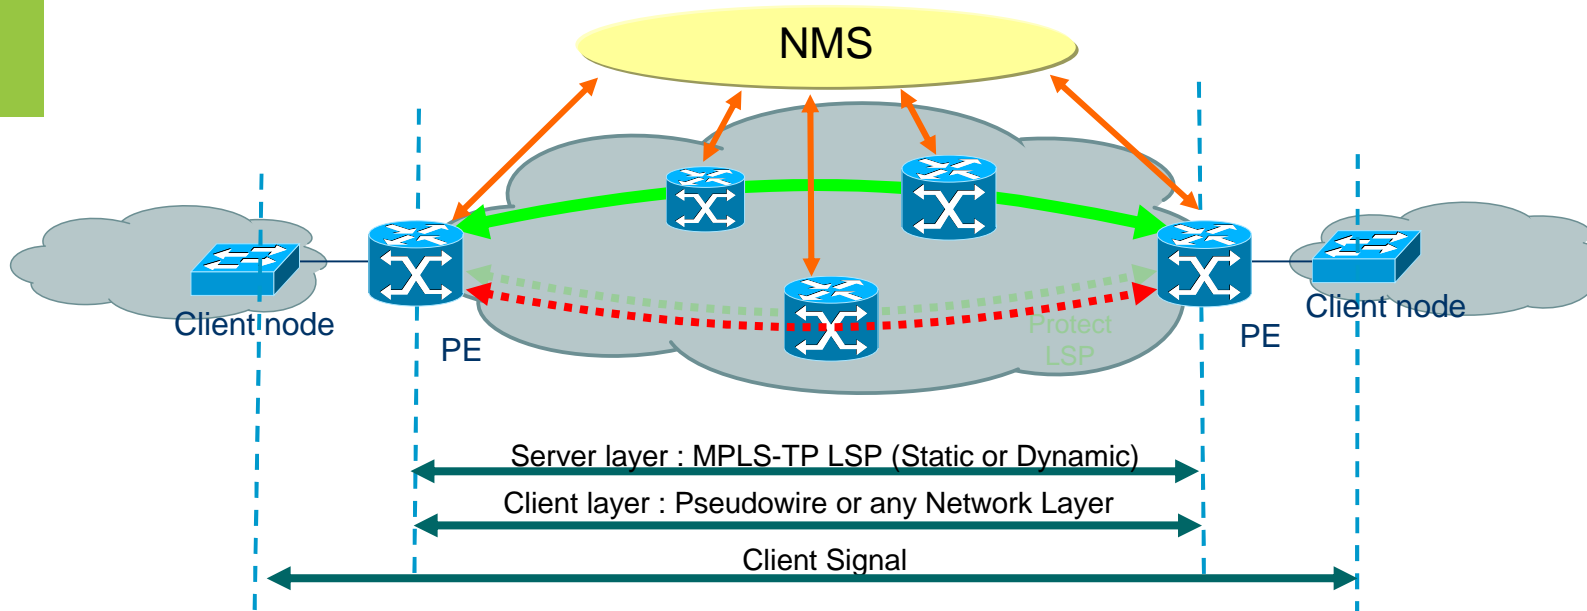 NMS
Client node
PE
Protect
LSP
PE
Client node
Server layer : MPLS-TP LSP (Static or Dynamic)
Client layer : Pseudowire or any Network Layer
Client Signal